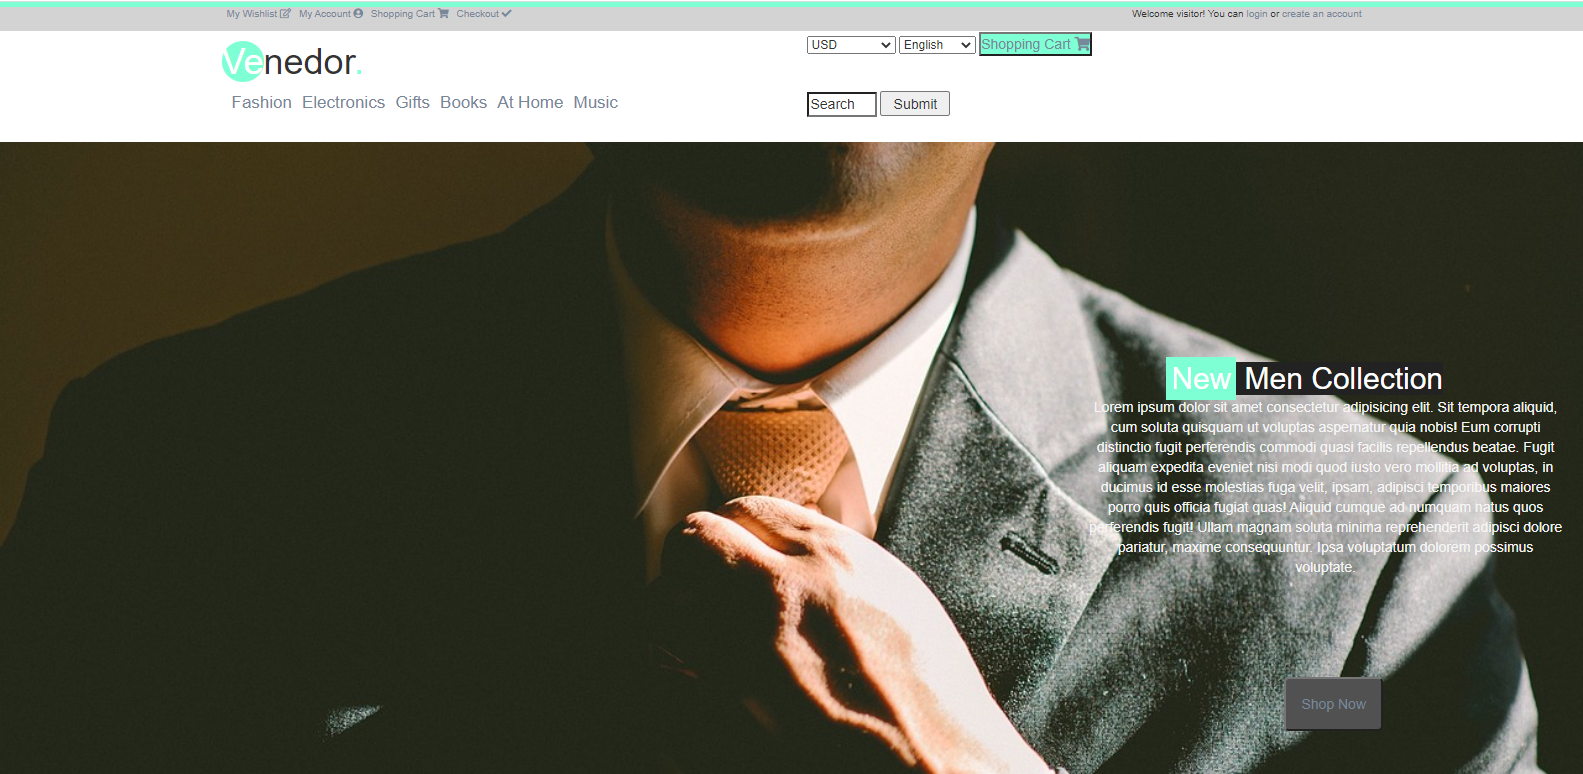 My Wishlist My Account Shopping Cart Checkout
Welcome visitor! You can login or create an account
Venedor.
USD English Shopping Cart
Fashion Electronics Gifts Books At Home Music
Search Submit
New Men Collection
Lorem ipsum dolor sit amet consectetur adipisicing elit. Sit tempora aliquid,
cum soluta quisquam ut voluptas aspernatur quia nobis! Eum corrupti
distinctio fugit perferendis commodi quasi facilis repellendus beatae. Fugit
aliquam expedita eveniet nisi modi quod iusto vero mollitia ad voluptas, in
ducimus id esse molestias fuga velit, ipsam, adipisci temporibus maiores
porro quis officia fugiat quas! Aliquid cumque ad numquam natus quos
perferendis fugit! Ullam magnam soluta minima reprehenderit adipisci dolore
pariatur, maxime consequuntur. Ipsa voluptatum dolorem possimus
voluptate.
Shop Now